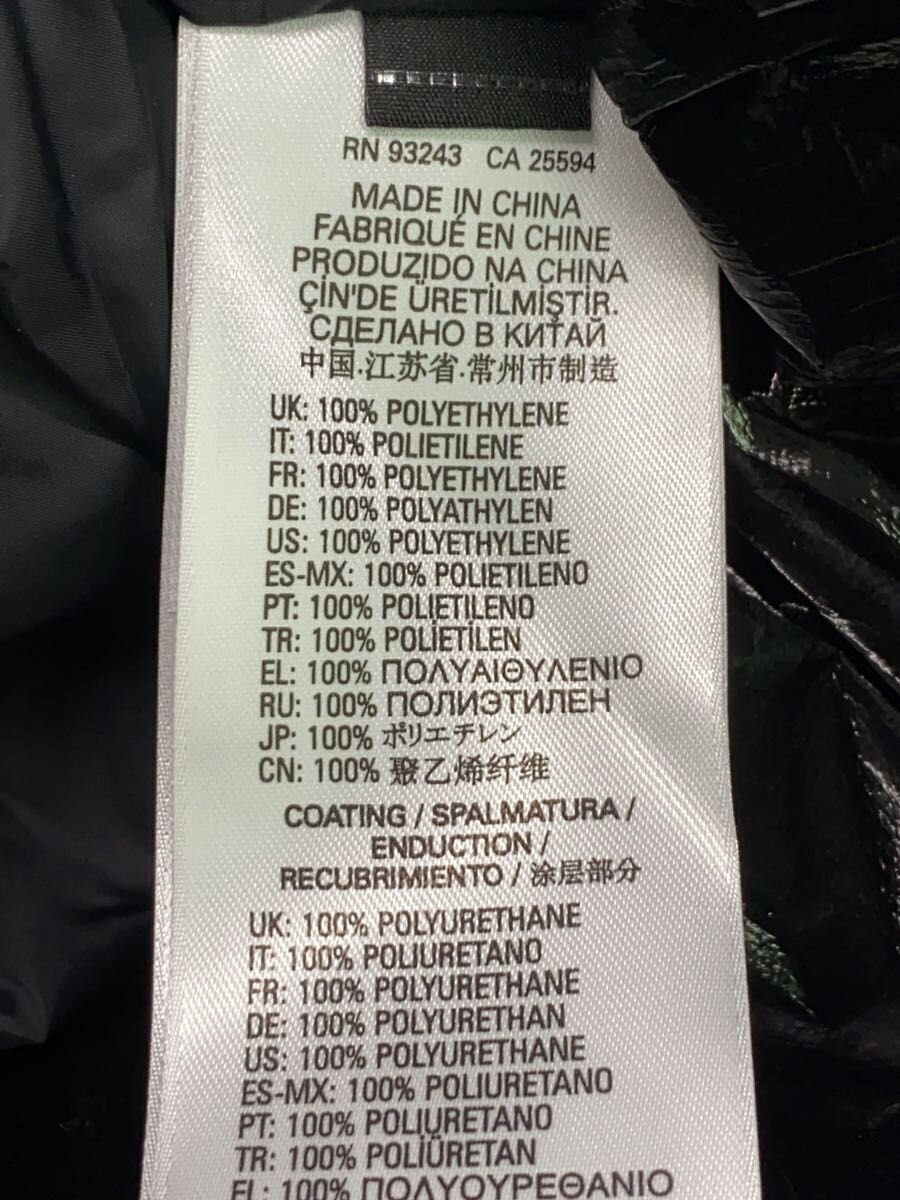 RN 93243 CA 25594
MADE IN CHINA
FABRIQUÉ EN CHINE
PRODUZIDO NA CHINA
ÇİN'DE ÜRETİLMİŞTİR.
СДЕЛАНО В КИТАЙ
中国.江苏省.常州市制造
UK: 100% POLYETHYLENE
IT: 100% POLIETILENE
FR: 100% POLYETHYLENE
DE: 100% POLYATHYLEN
US: 100% POLYETHYLENE
ES-MX: 100% POLIETILENO
PT: 100% POLIETILENO
TR: 100% POLİETİLEN
EL: 100% ΠΟΛΥΑΙΘΥΛΕΝΙΟ
RU: 100% ПОЛИЭТИЛЕН
JP: 100% ポリエチレン
CN: 100% 聚乙烯纤维
COATING / SPALMATURA /
ENDUCTION /
RECUBRIMIENTO / 涂层部分
UK: 100% POLYURETHANE
IT: 100% POLIURETANO
FR: 100% POLYURETHANE
DE: 100% POLYURETHAN
US: 100% POLYURETHANE
ES-MX: 100% POLIURETANO
PT: 100% POLIURETANO
TR: 100% POLİÜRETAN
EL: 100% ΠΟΛΥΟΥΡΕΘΑΝΙΟ